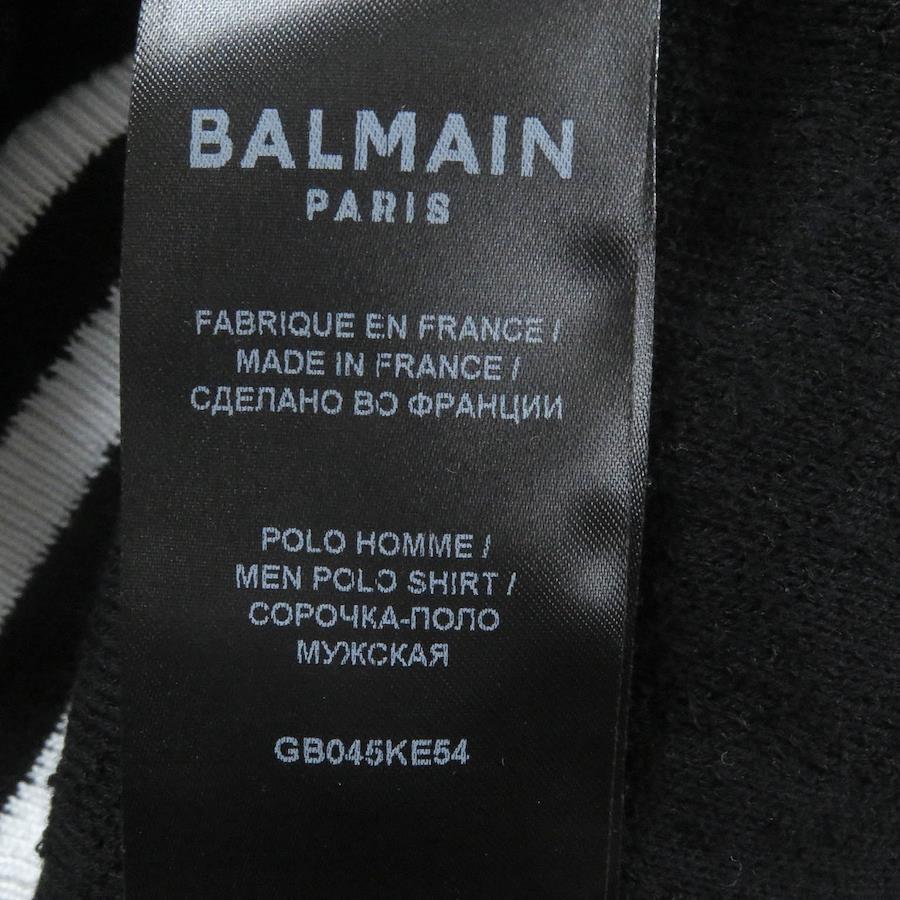 BALMAIN
PARIS
FABRIQUE EN FRANCE /
MADE IN FRANCE /
СДЕЛАНО ВО ФРАНЦИИ
POLO HOMME /
MEN POLO SHIRT /
СОРОЧКА-ПОЛО
МУЖСКАЯ
GB045KE54